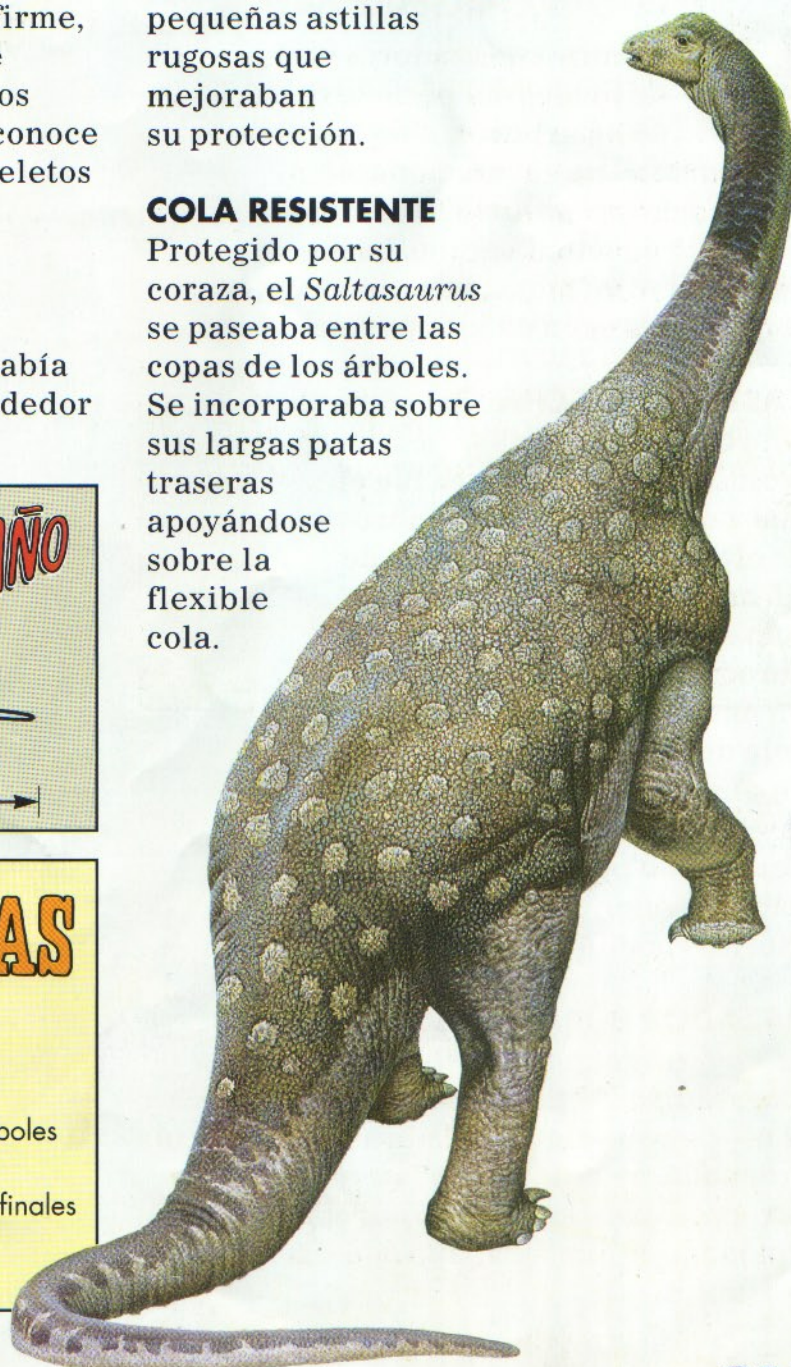 firme,
e
os
conoce
eletos
abía
dedor
ÑO
AS
boles
finales
pequeñas astillas
rugosas que
mejoraban
su protección.
COLA RESISTENTE
Protegido por su
coraza, el Saltasaurus
se paseaba entre las
copas de los árboles.
Se incorporaba sobre
sus largas patas
traseras
apoyándose
sobre la
flexible
cola.